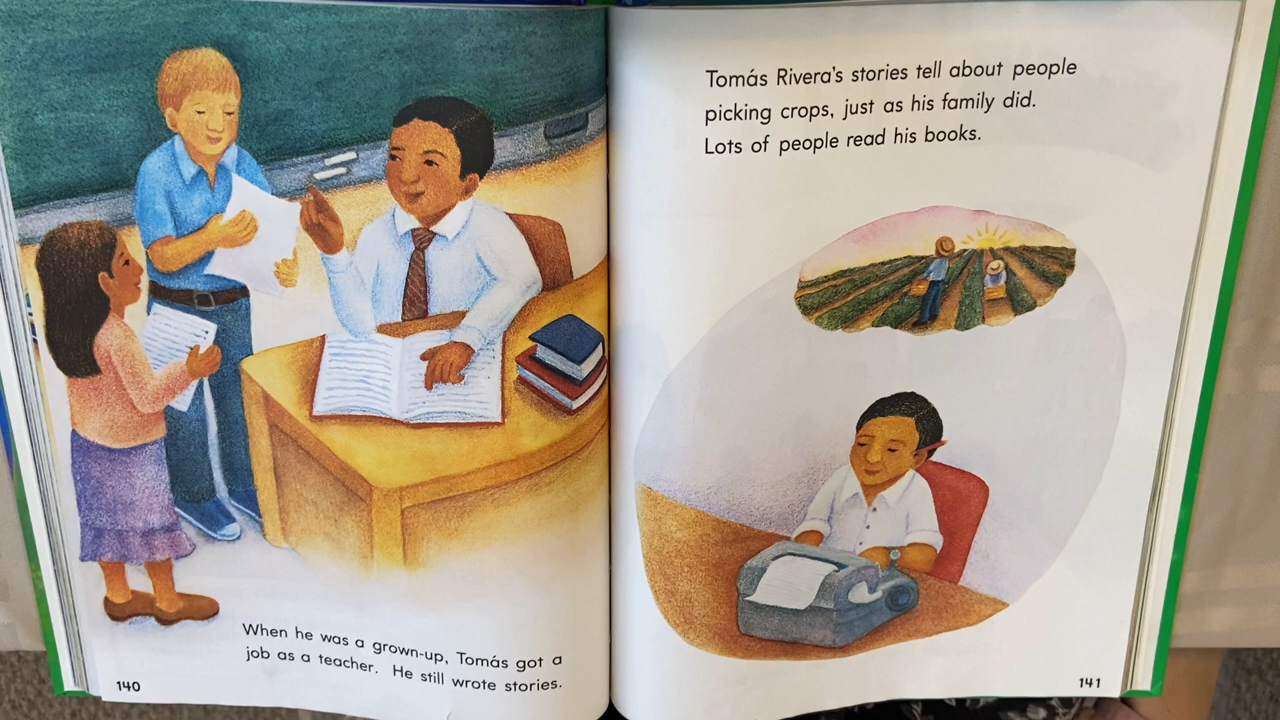 When he was a grown-up, Tomás got a
job as a teacher. He still wrote stories.
140
Tomás Rivera's stories tell about people
picking crops, just as his family did.
Lots of people read his books.
141